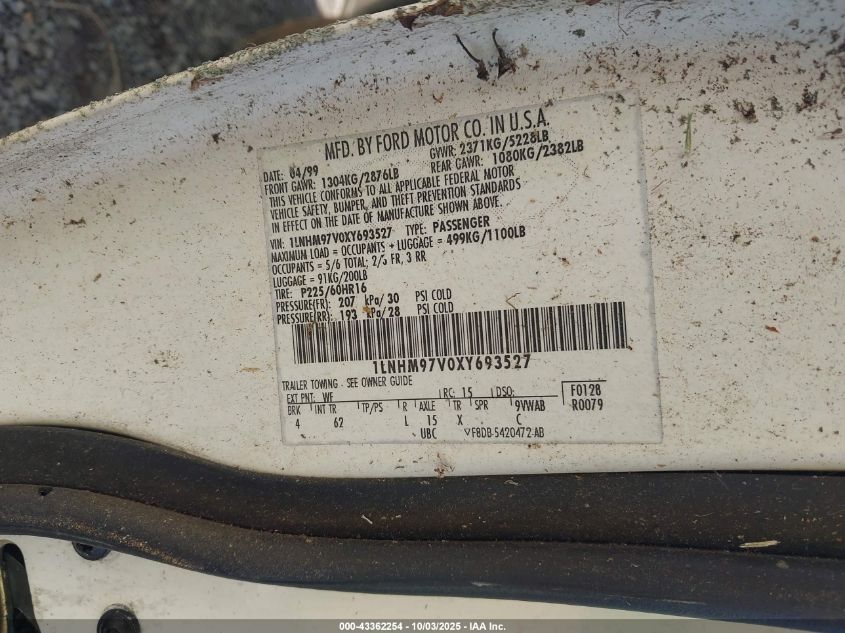 MFD. BY FORD MOTOR CO. IN U.S.A.
DATE: 04/99 GVWR: 2371KG/5228LB
FRONT GAWR: 1304KG/2876LB REAR GAWR: 1080KG/2382LB
THIS VEHICLE CONFORMS TO ALL APPLICABLE FEDERAL MOTOR
VEHICLE SAFETY, BUMPER, AND THEFT PREVENTION STANDARDS
IN EFFECT ON THE DATE OF MANUFACTURE SHOWN ABOVE.
VIN: 1LNHM97V0XY693527 TYPE: PASSENGER
MAXIMUM LOAD = OCCUPANTS + LUGGAGE = 499KG/1100LB
OCCUPANTS = 5/6 TOTAL; 2/3 FR, 3 RR
LUGGAGE = 91KG/200LB
TIRE: P225/60HR16
PRESSURE(FR): 207 kPa/30 PSI COLD
PRESSURE(RR): 193 kPa/28 PSI COLD
1LNHM97V0XY693527
TRAILER TOWING - SEE OWNER GUIDE
EXT PNT: WF RC: 15 DSO: F0128
BRK INT TR TP/PS R AXLE TR SPR 9VWAB R0079
4 62 L 15 X C
UBC F8DB-5420472-AB
000-43362254 - 10/03/2025 - IAA Inc.